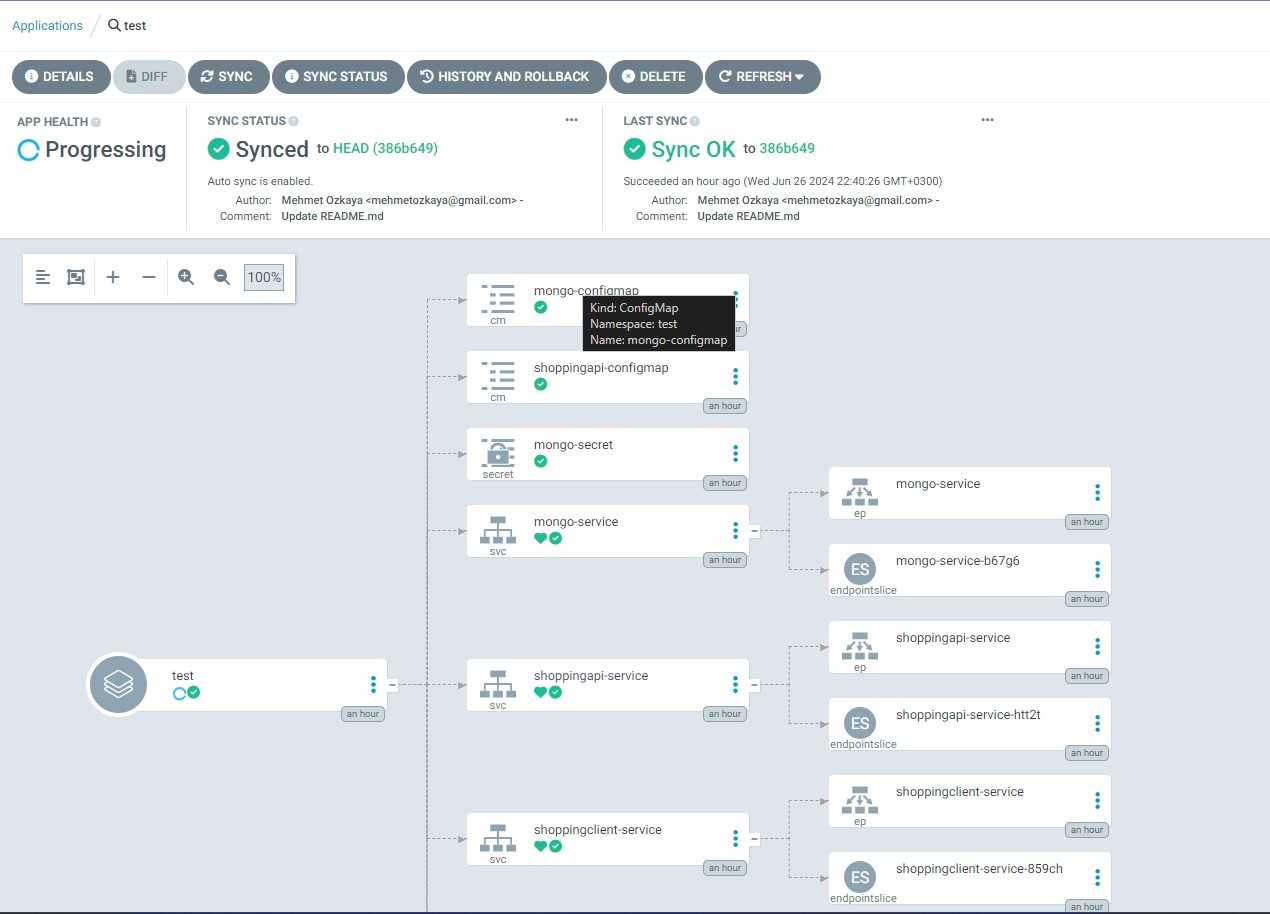 Applications / test
DETAILS DIFF SYNC SYNC STATUS HISTORY AND ROLLBACK DELETE REFRESH
APP HEALTH
Progressing
SYNC STATUS
Synced to HEAD (386b649)
Auto sync is enabled.
Author: Mehmet Ozkaya <mehmetozkaya@gmail.com> -
Comment: Update README.md
LAST SYNC
Sync OK to 386b649
Succeeded an hour ago (Wed Jun 26 2024 22:40:26 GMT+0300)
Author: Mehmet Ozkaya <mehmetozkaya@gmail.com> -
Comment: Update README.md
100%
test
an hour
mongo-configmap
cm
Kind: ConfigMap
Namespace: test
Name: mongo-configmap
shoppingapi-configmap
cm
an hour
mongo-secret
secret
an hour
mongo-service
svc
an hour
mongo-service
ep
an hour
ES
mongo-service-b67g6
endpointslice
an hour
shoppingapi-service
svc
an hour
shoppingapi-service
ep
an hour
ES
shoppingapi-service-htt2t
endpointslice
an hour
shoppingclient-service
svc
an hour
shoppingclient-service
ep
an hour
ES
shoppingclient-service-859ch
endpointslice
an hour